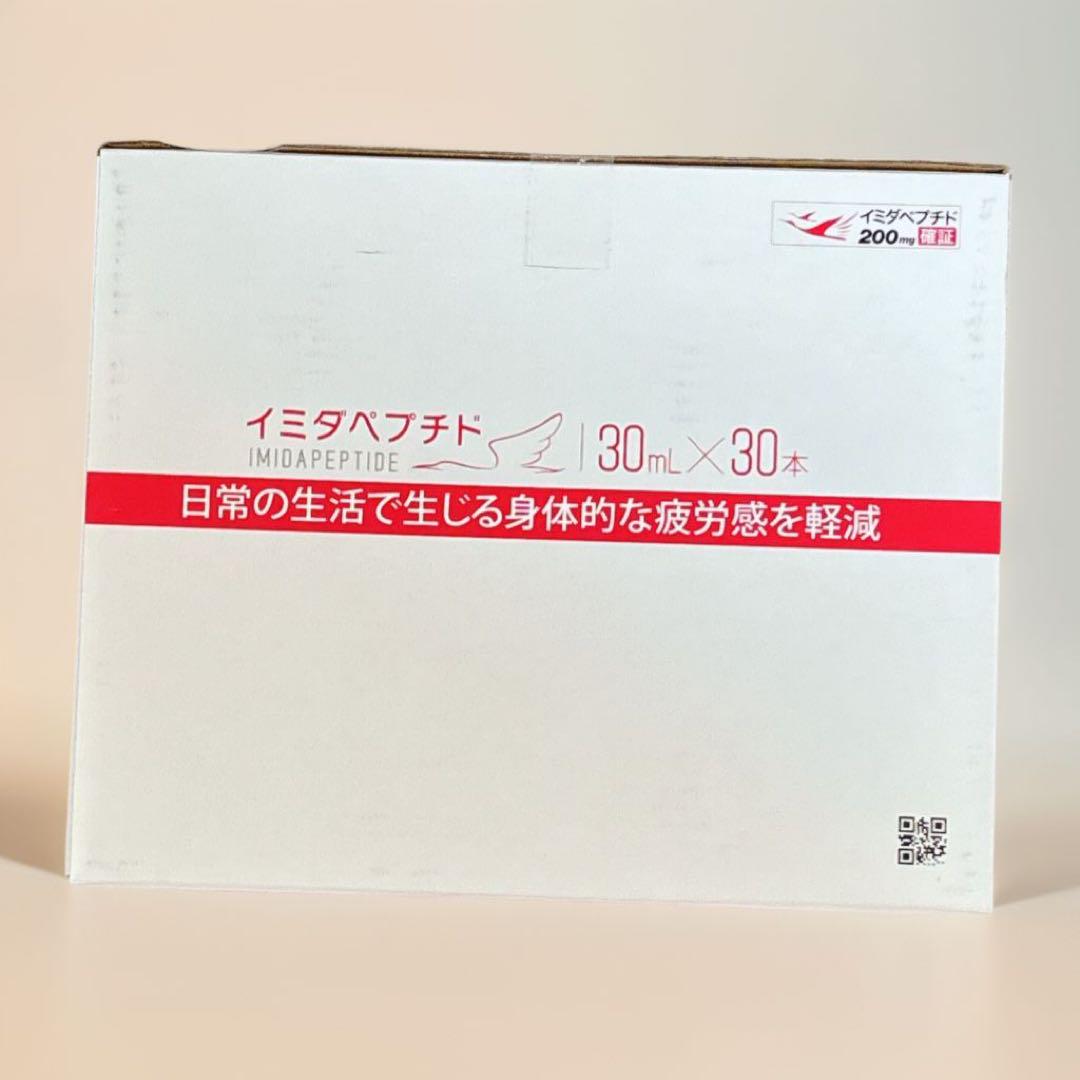 イミダペプチド
200mg 確証
イミダペプチド
IMIDAPEPTIDE
30mL×30本
日常の生活で生じる身体的な疲労感を軽減